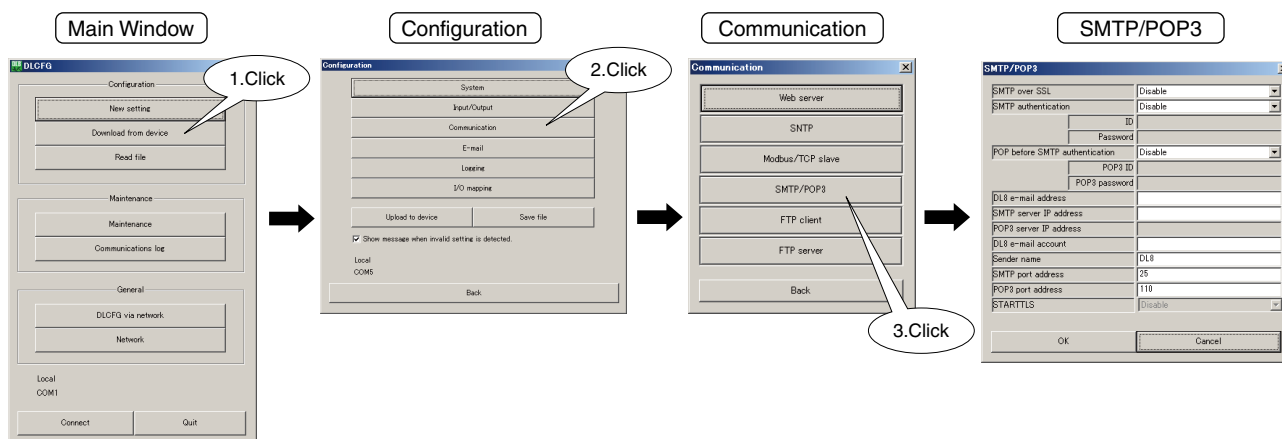 Main Window
DLCFG
1.Click
Configuration
New setting
Download from device
Read file
Maintenance
Maintenance
Communications log
General
DLCFG via network
Network
Local
COM1
Connect
Quit
Configuration
Configuration
2.Click
System
Input/Output
Communication
E-mail
Logging
I/O mapping
Upload to device
Save file
Show message when invalid setting is detected.
Local
COM5
Back
Communication
Communication
Web server
SNTP
Modbus/TCP slave
SMTP/POP3
FTP client
FTP server
Back
3.Click
SMTP/POP3
SMTP/POP3
SMTP over SSL Disable
SMTP authentication Disable
ID
Password
POP before SMTP authentication Disable
POP3 ID
POP3 password
DL8 e-mail address
SMTP server IP address
POP3 server IP address
DL8 e-mail account
Sender name DL8
SMTP port address 25
POP3 port address 110
STARTTLS Disable
OK
Cancel